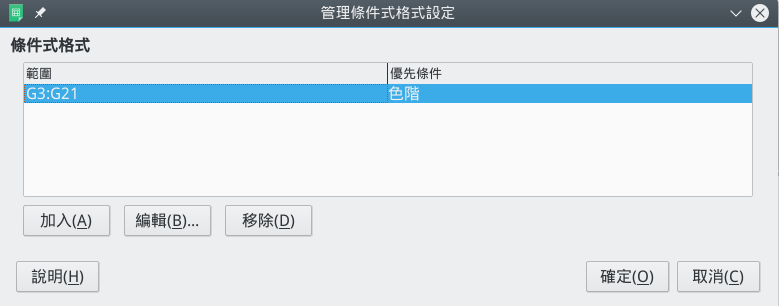 管理條件式格式設定
條件式格式
範圍 優先條件
G3:G21 色階
加入(A) 編輯(B)... 移除(D)
說明(H) 確定(O) 取消(C)